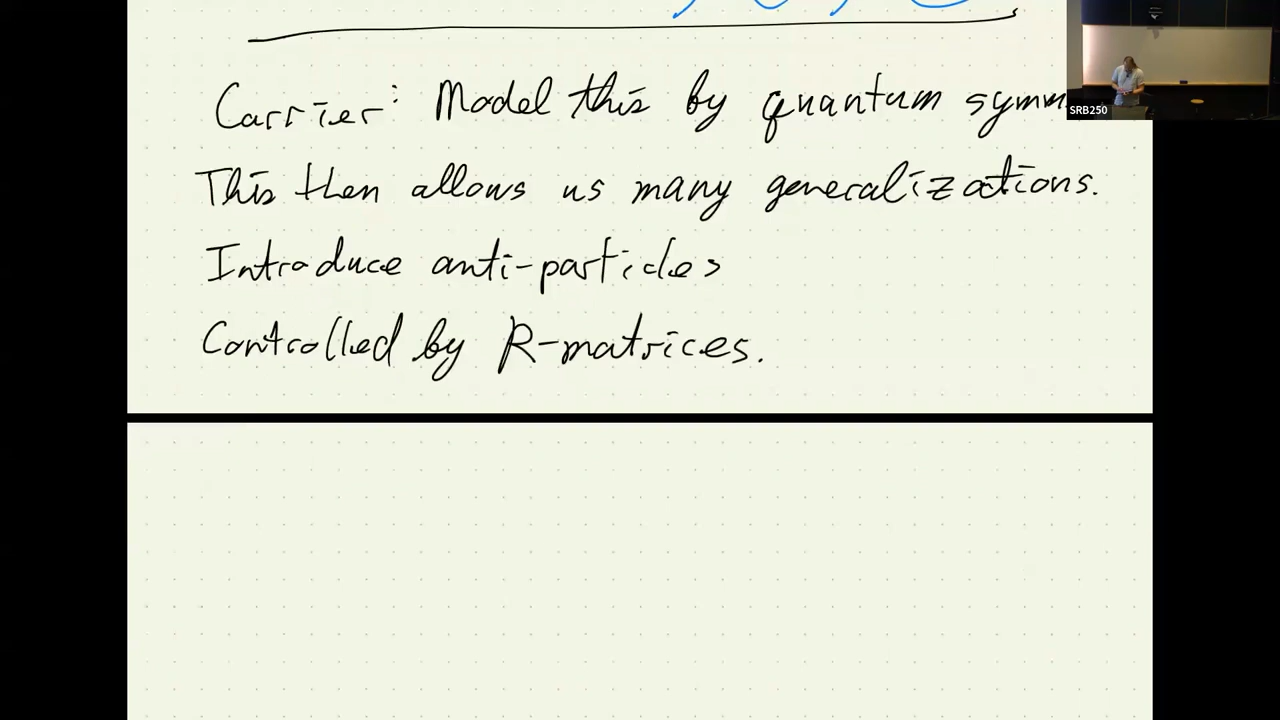 Carrier: Model this by quantum symm
This then allows us many generalizations.
Introduce anti-particles
Controlled by R-matrices.
SRB250